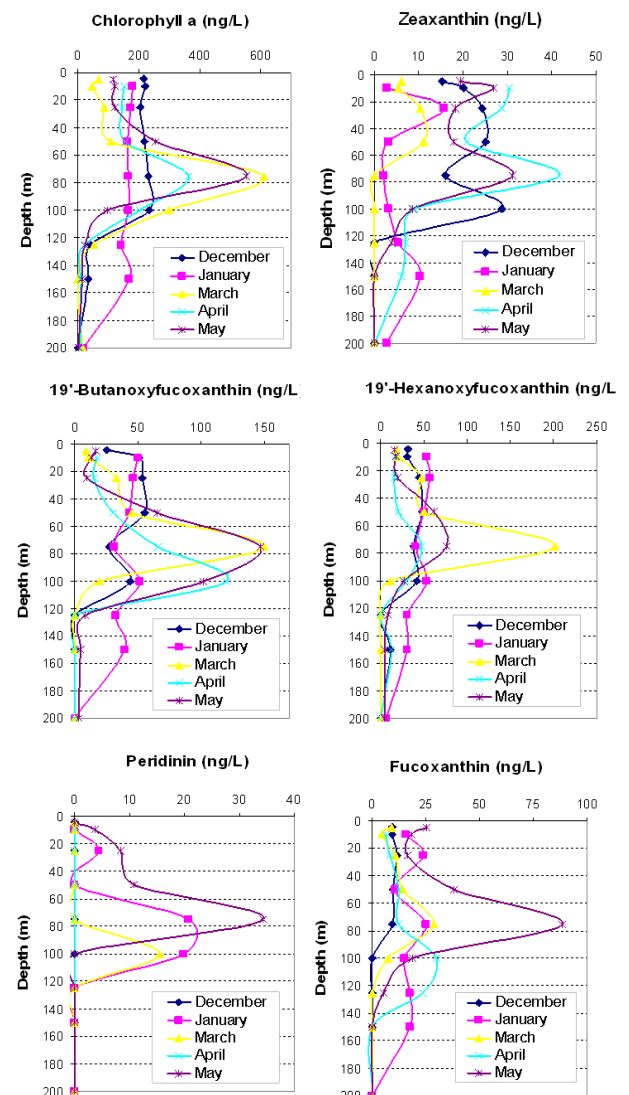 Chlorophyll a (ng/L)
0 200 400 600
Depth (m)
0
20
40
60
80
100
120
140
160
180
200
December
January
March
April
May
Zeaxanthin (ng/L)
0 10 20 30 40 50
Depth (m)
0
20
40
60
80
100
120
140
160
180
200
December
January
March
April
May
19'-Butanoxyfucoxanthin (ng/L)
0 50 100 150
Depth (m)
0
20
40
60
80
100
120
140
160
180
200
December
January
March
April
May
19'-Hexanoxyfucoxanthin (ng/L
0 50 100 150 200 250
Depth (m)
0
20
40
60
80
100
120
140
160
180
200
December
January
March
April
May
Peridinin (ng/L)
0 10 20 30 40
Depth (m)
0
20
40
60
80
100
120
140
160
180
200
December
January
March
April
May
Fucoxanthin (ng/L)
0 25 50 75 100
Depth (m)
0
20
40
60
80
100
120
140
160
180
200
December
January
March
April
May